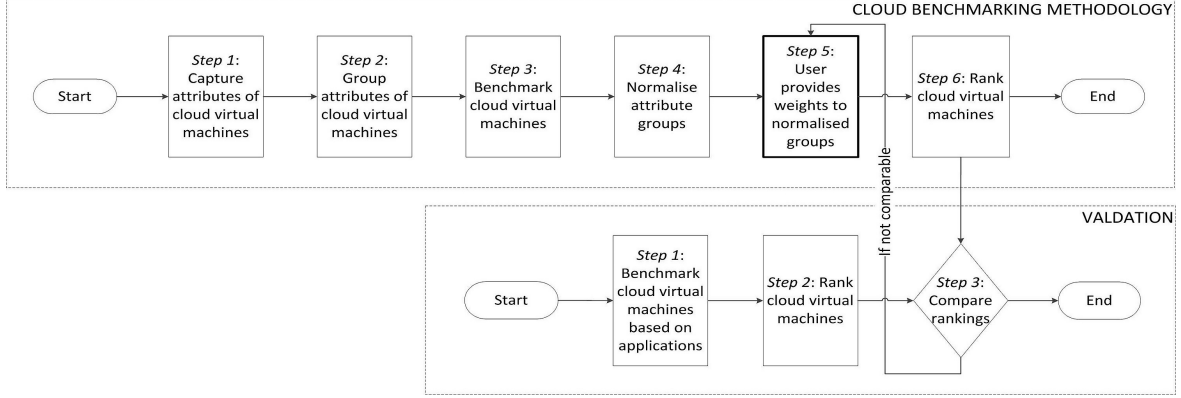 CLOUD BENCHMARKING METHODOLOGY
Start
Step 1:
Capture
attributes of
cloud virtual
machines
Step 2:
Group
attributes of
cloud virtual
machines
Step 3:
Benchmark
cloud virtual
machines
Step 4:
Normalise
attribute
groups
Step 5:
User
provides
weights to
normalised
groups
Step 6: Rank
cloud virtual
machines
End
If not comparable
VALDATION
Start
Step 1:
Benchmark
cloud virtual
machines
based on
applications
Step 2: Rank
cloud virtual
machines
Step 3:
Compare
rankings
End